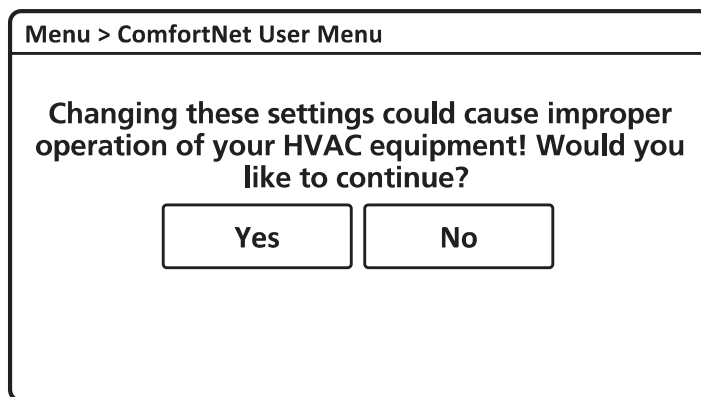 Menu > ComfortNet User Menu
Changing these settings could cause improper
operation of your HVAC equipment! Would you
like to continue?
Yes No